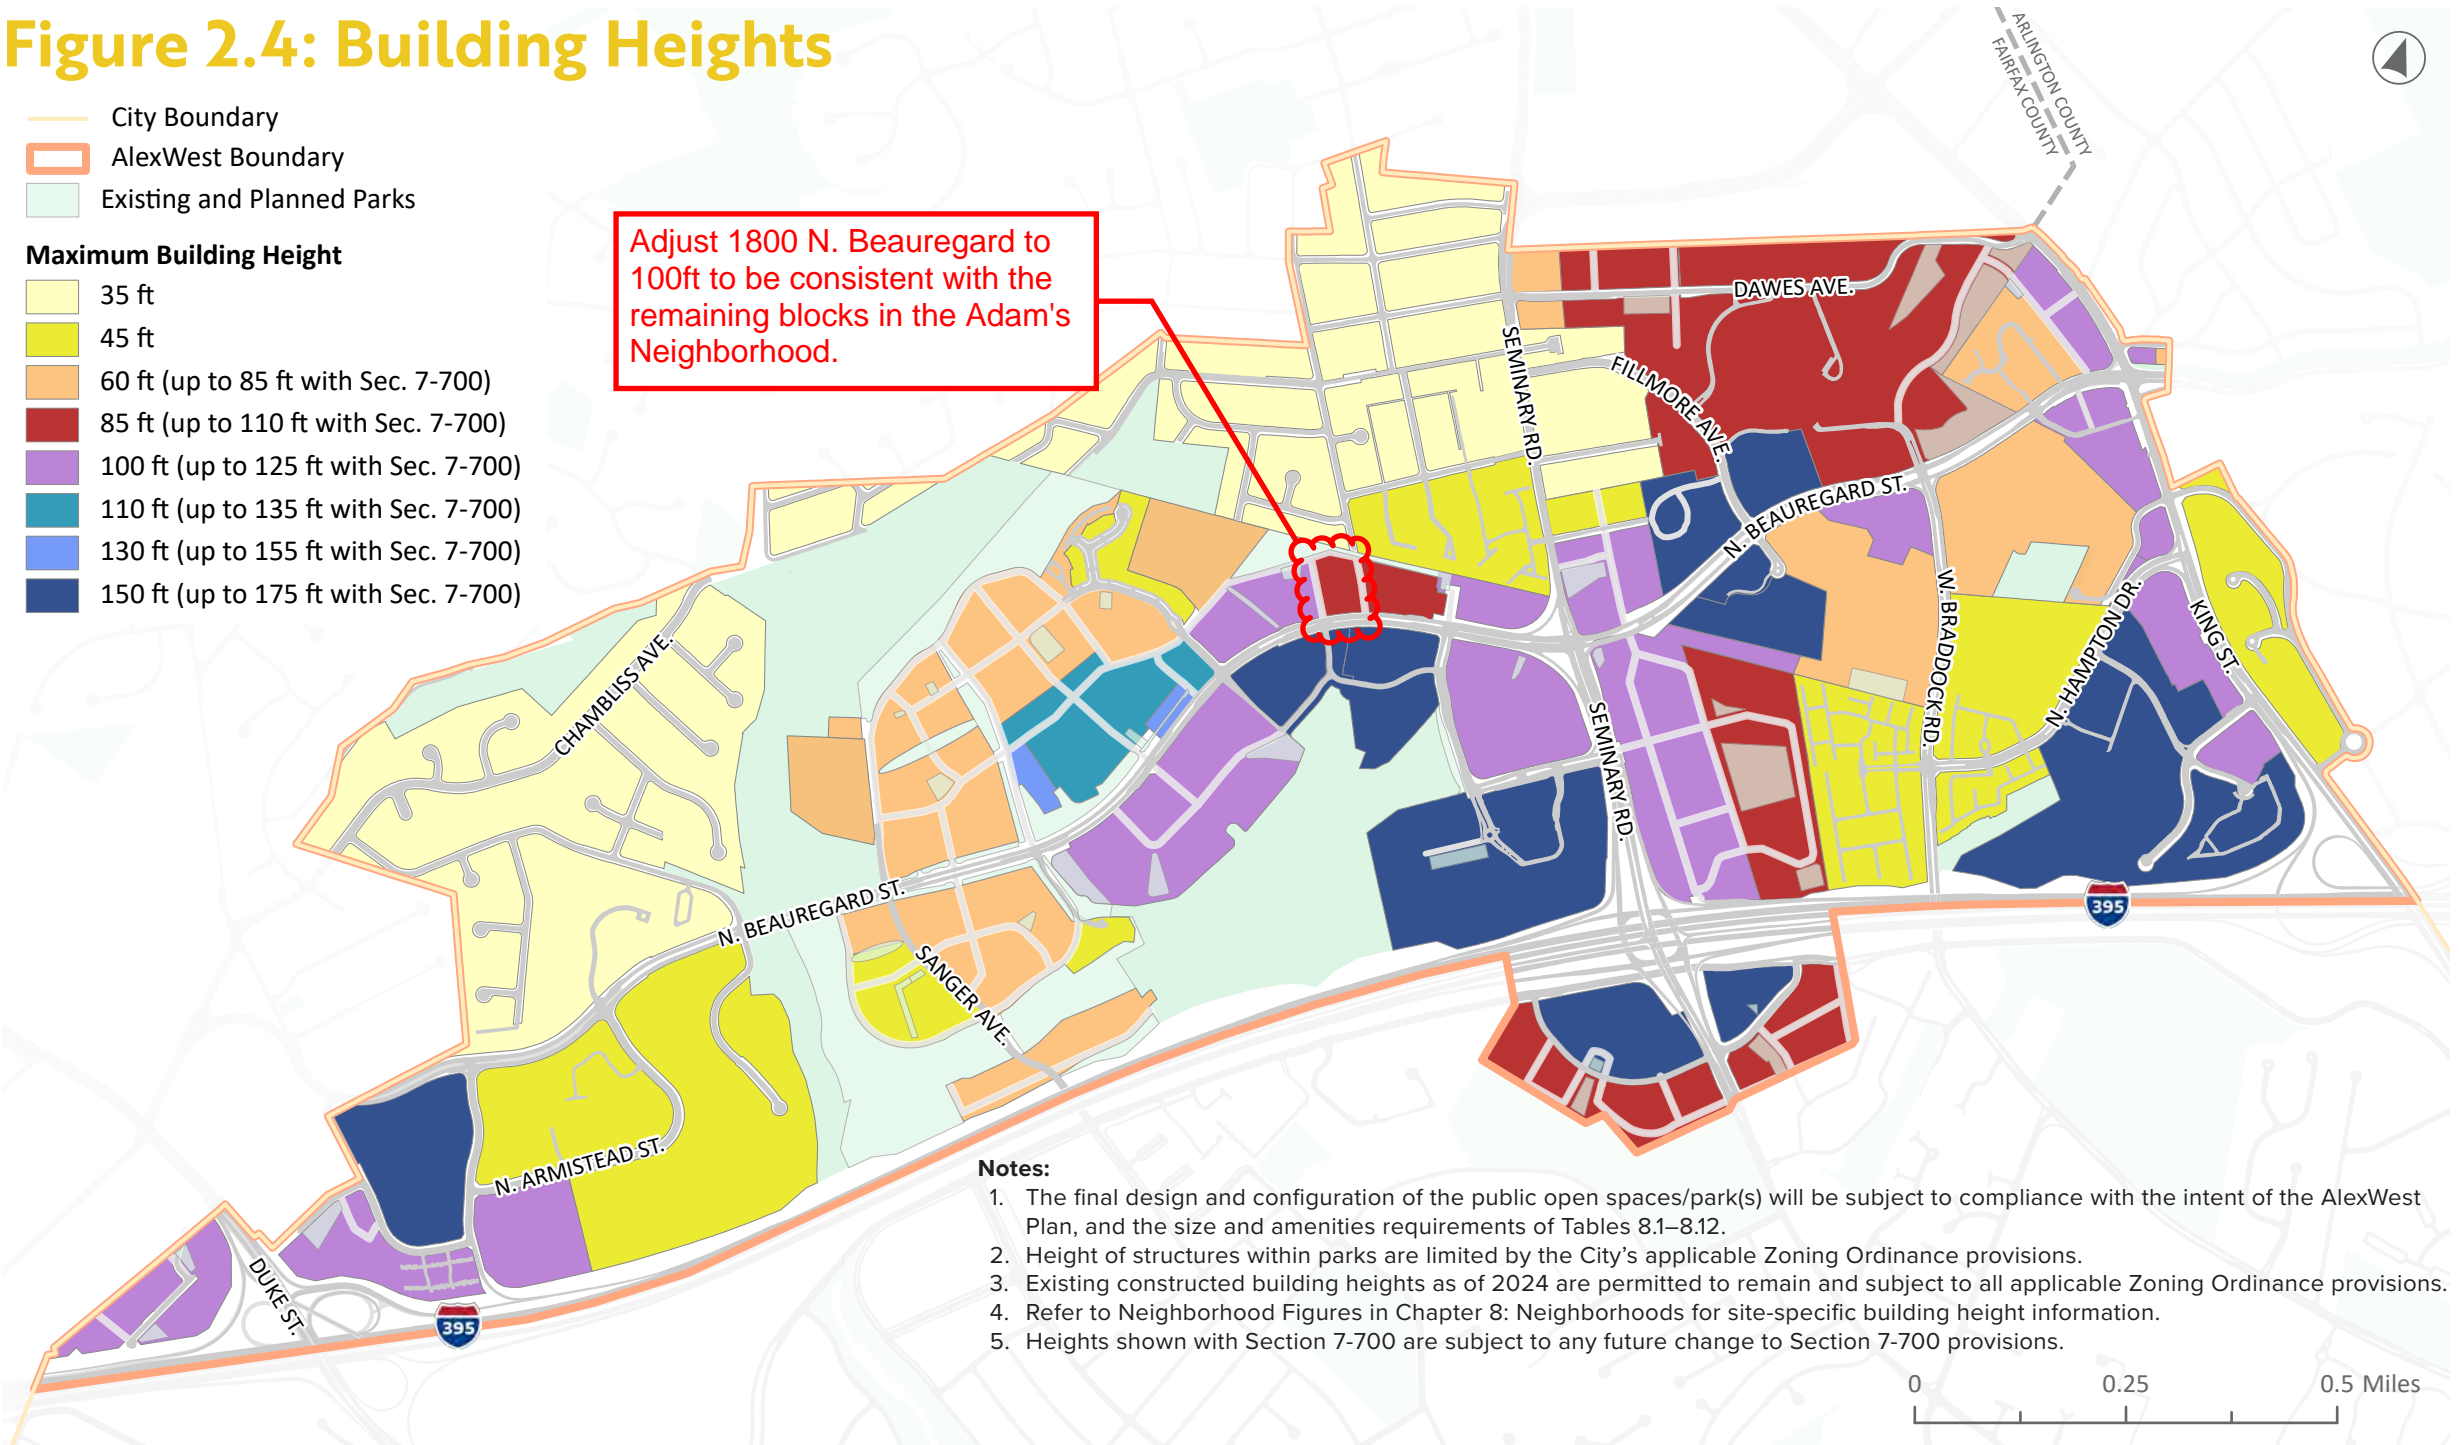 Figure 2.4: Building Heights
City Boundary
AlexWest Boundary
Existing and Planned Parks
Maximum Building Height
35 ft
45 ft
60 ft (up to 85 ft with Sec. 7-700)
85 ft (up to 110 ft with Sec. 7-700)
100 ft (up to 125 ft with Sec. 7-700)
110 ft (up to 135 ft with Sec. 7-700)
130 ft (up to 155 ft with Sec. 7-700)
150 ft (up to 175 ft with Sec. 7-700)
Adjust 1800 N. Beauregard to
100ft to be consistent with the
remaining blocks in the Adam's
Neighborhood.
ARLINGTON COUNTY
FAIRFAX COUNTY
DAWES AVE.
SEMINARY RD.
FILLMORE AVE.
N. BEAUREGARD ST.
W. BRADDOCK RD.
N. HAMPTON DR.
KING ST.
CHAMBLISS AVE.
SEMINARY RD.
N. BEAUREGARD ST.
SANGER AVE.
395
N. ARMISTEAD ST.
DUKE ST.
395
Notes:
1. The final design and configuration of the public open spaces/park(s) will be subject to compliance with the intent of the AlexWest
Plan, and the size and amenities requirements of Tables 8.1–8.12.
2. Height of structures within parks are limited by the City's applicable Zoning Ordinance provisions.
3. Existing constructed building heights as of 2024 are permitted to remain and subject to all applicable Zoning Ordinance provisions.
4. Refer to Neighborhood Figures in Chapter 8: Neighborhoods for site-specific building height information.
5. Heights shown with Section 7-700 are subject to any future change to Section 7-700 provisions.
0 0.25 0.5 Miles